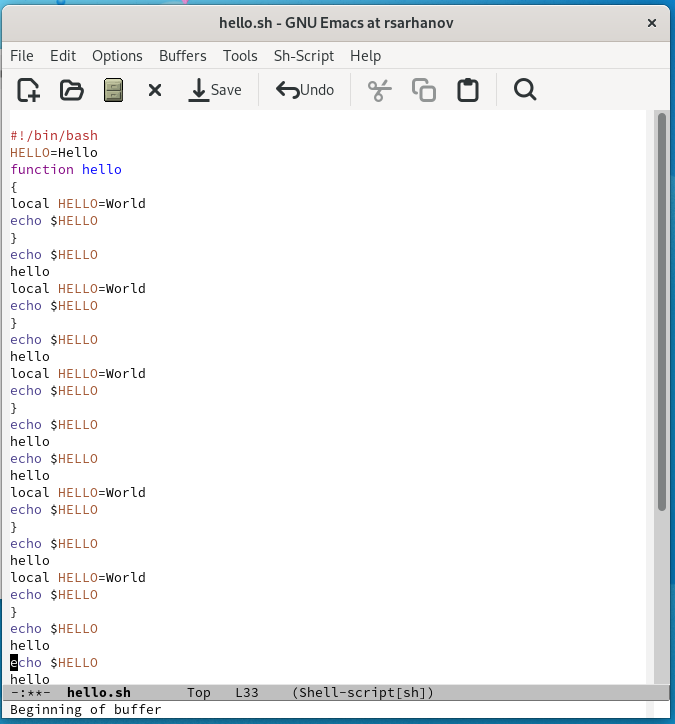 hello.sh - GNU Emacs at rsarhanov
File Edit Options Buffers Tools Sh-Script Help
Save Undo
#!/bin/bash
HELLO=Hello
function hello
{
local HELLO=World
echo $HELLO
}
echo $HELLO
hello
local HELLO=World
echo $HELLO
}
echo $HELLO
hello
local HELLO=World
echo $HELLO
}
echo $HELLO
hello
echo $HELLO
hello
local HELLO=World
echo $HELLO
}
echo $HELLO
hello
local HELLO=World
echo $HELLO
}
echo $HELLO
hello
echo $HELLO
hello
-:**- hello.sh Top L33 (Shell-script[sh])
Beginning of buffer